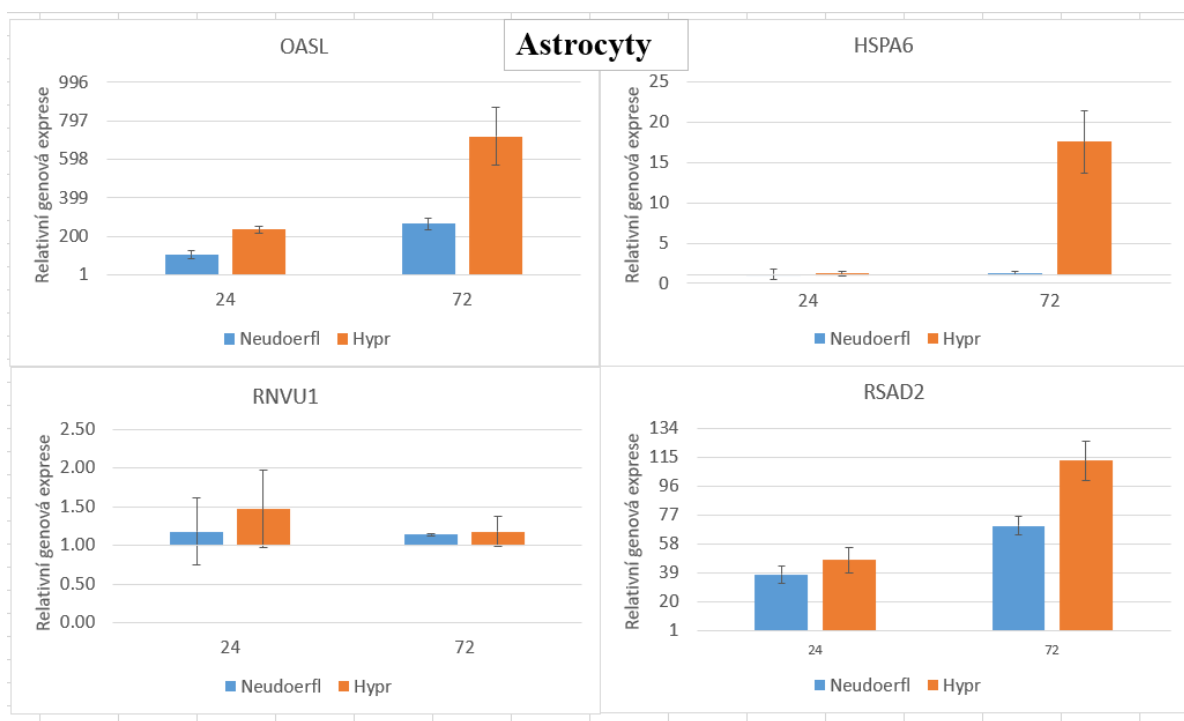 Astrocyty
OASL
Relativní genová exprese
996
797
598
399
200
1
24
72
Neudoerfl
Hypr
HSPA6
Relativní genová exprese
25
20
15
10
5
0
24
72
Neudoerfl
Hypr
RNVU1
Relativní genová exprese
2.50
2.00
1.50
1.00
0.50
0.00
24
72
Neudoerfl
Hypr
RSAD2
Relativní genová exprese
134
115
96
77
58
39
20
1
24
72
Neudoerfl
Hypr